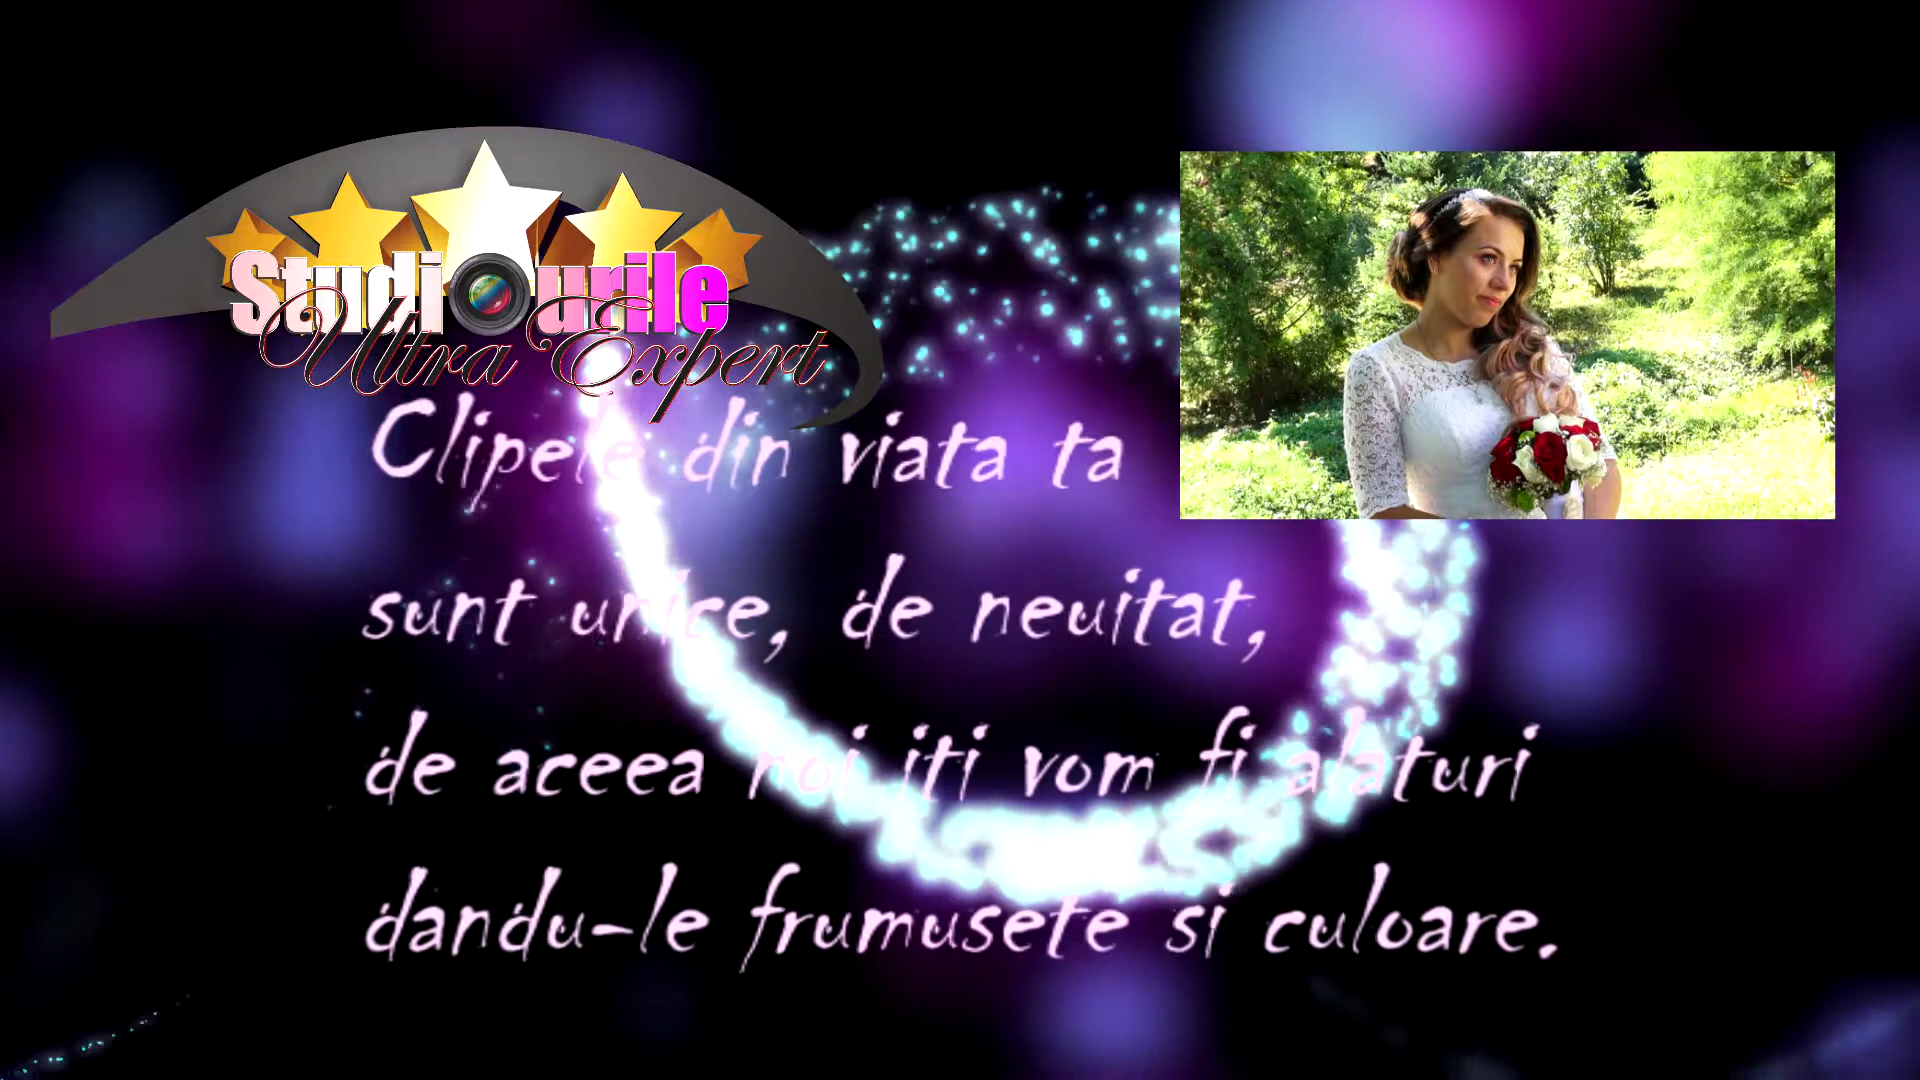 Studiourile
Ultra Expert
Clipele din viata ta
sunt unice, de neuitat,
de aceea noi iti vom fi alaturi
dandu-le frumusete si culoare.